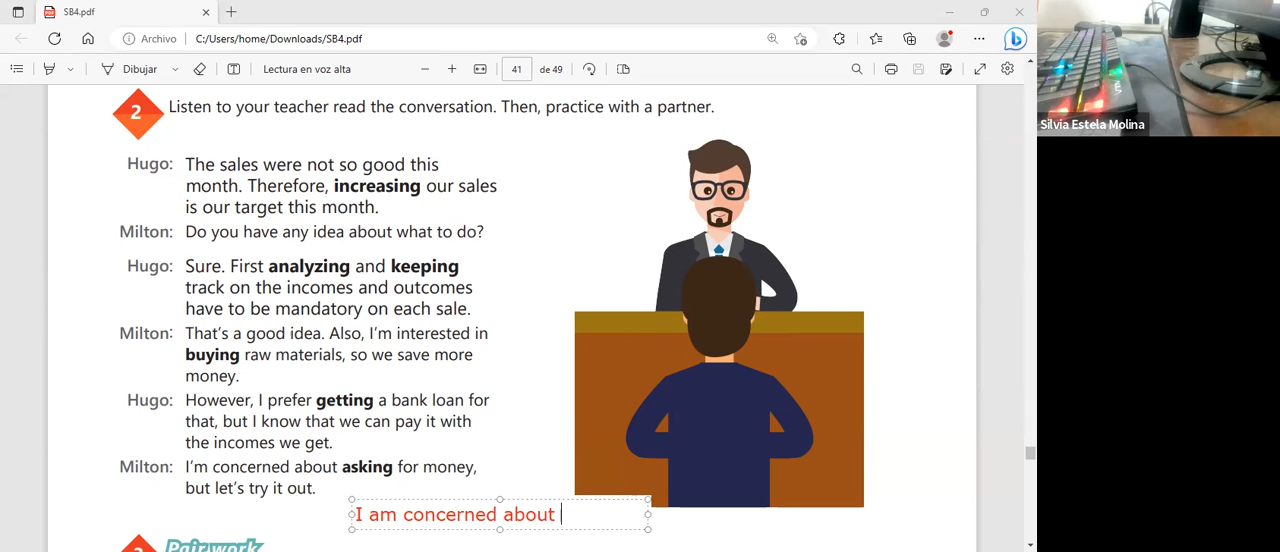 SB4.pdf
Archivo C:/Users/home/Downloads/SB4.pdf
Dibujar Lectura en voz alta 41 de 49
2 Listen to your teacher read the conversation. Then, practice with a partner.
Hugo: The sales were not so good this
month. Therefore, increasing our sales
is our target this month.
Milton: Do you have any idea about what to do?
Hugo: Sure. First analyzing and keeping
track on the incomes and outcomes
have to be mandatory on each sale.
Milton: That's a good idea. Also, I'm interested in
buying raw materials, so we save more
money.
Hugo: However, I prefer getting a bank loan for
that, but I know that we can pay it with
the incomes we get.
Milton: I'm concerned about asking for money,
but let's try it out.
I am concerned about
3 Pair work
Silvia Estela Molina